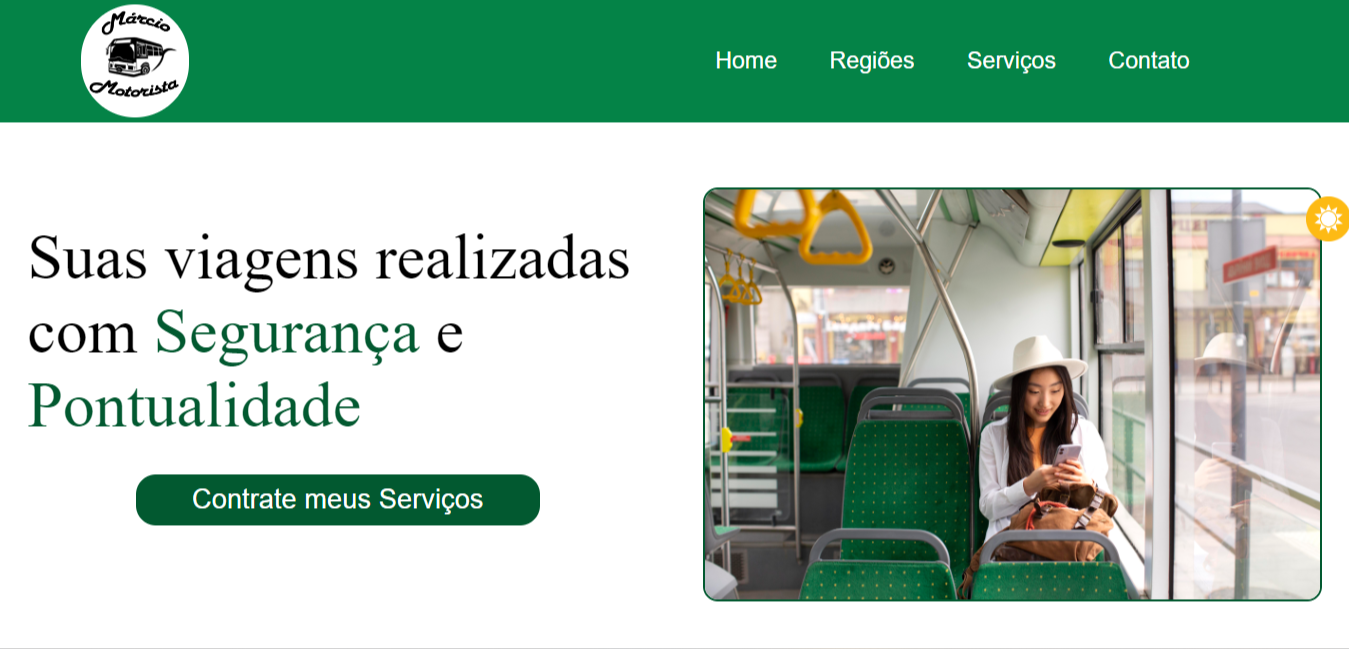 Márcio
Motorista
Home Regiões Serviços Contato
Suas viagens realizadas
com Segurança e
Pontualidade
Contrate meus Serviços